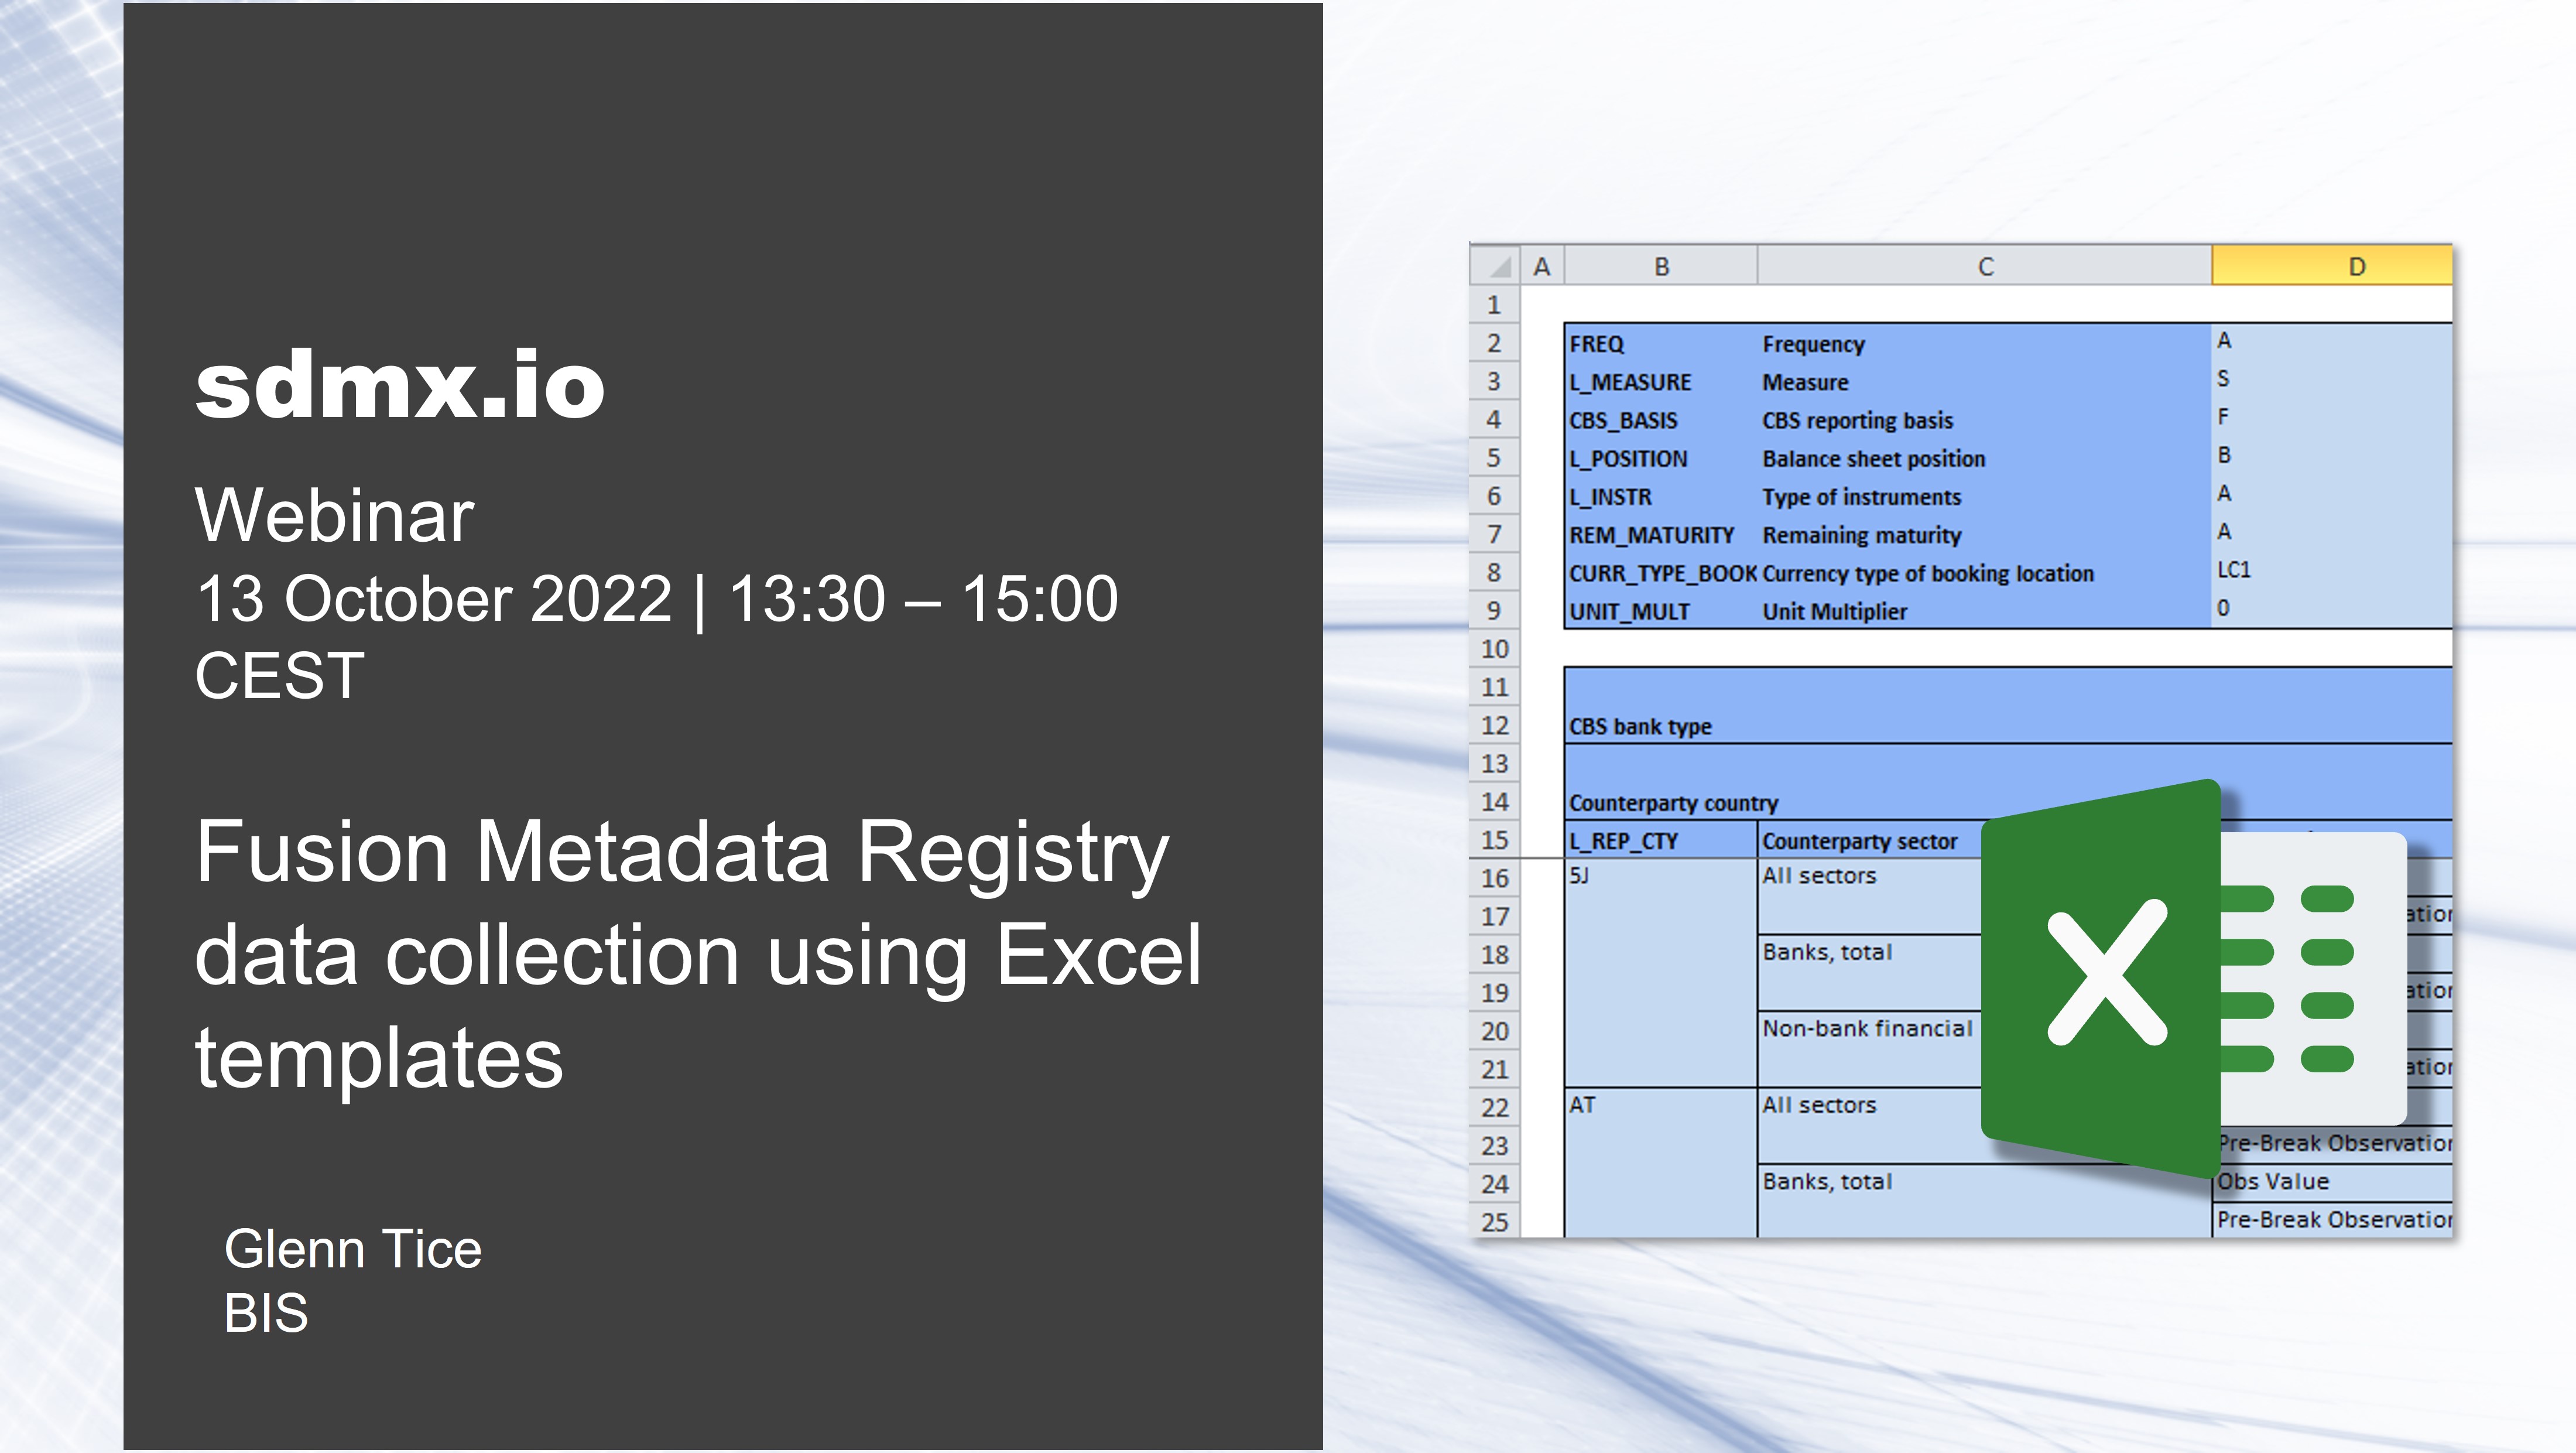 sdmx.io
Webinar
13 October 2022 | 13:30 – 15:00
CEST
Fusion Metadata Registry
data collection using Excel
templates
Glenn Tice
BIS
A B C D
1
2 FREQ Frequency A
3 L_MEASURE Measure S
4 CBS_BASIS CBS reporting basis F
5 L_POSITION Balance sheet position B
6 L_INSTR Type of instruments A
7 REM_MATURITY Remaining maturity A
8 CURR_TYPE_BOOK Currency type of booking location LC1
9 UNIT_MULT Unit Multiplier 0
10
11
12 CBS bank type
13
14 Counterparty country
15 L_REP_CTY Counterparty sector
16 5J All sectors
17
18 Banks, total
19
20 Non-bank financial
21
22 AT All sectors
23 Pre-Break Observation
24 Banks, total Obs Value
25 Pre-Break Observation
X